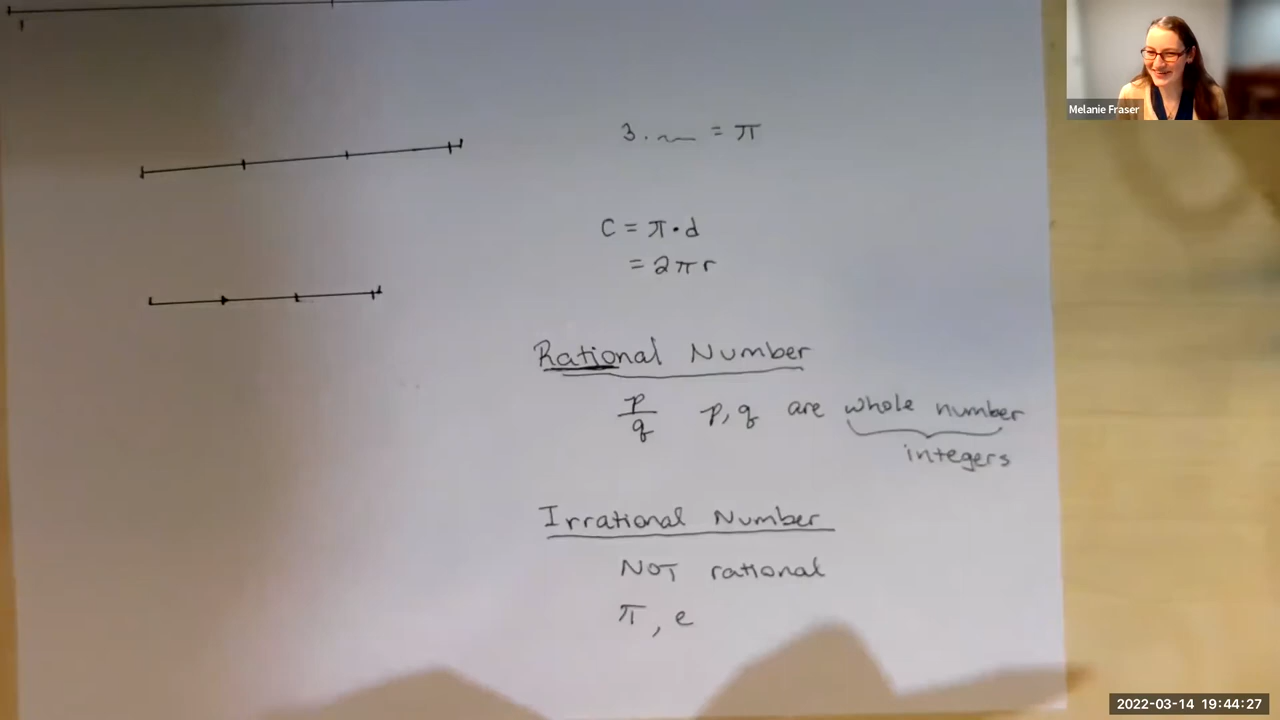 Melanie Fraser
3. = π
C = π · d
= 2πr
Rational Number
p/q p, q are whole number
integers
Irrational Number
NOT rational
π, e
2022-03-14 19:44:27